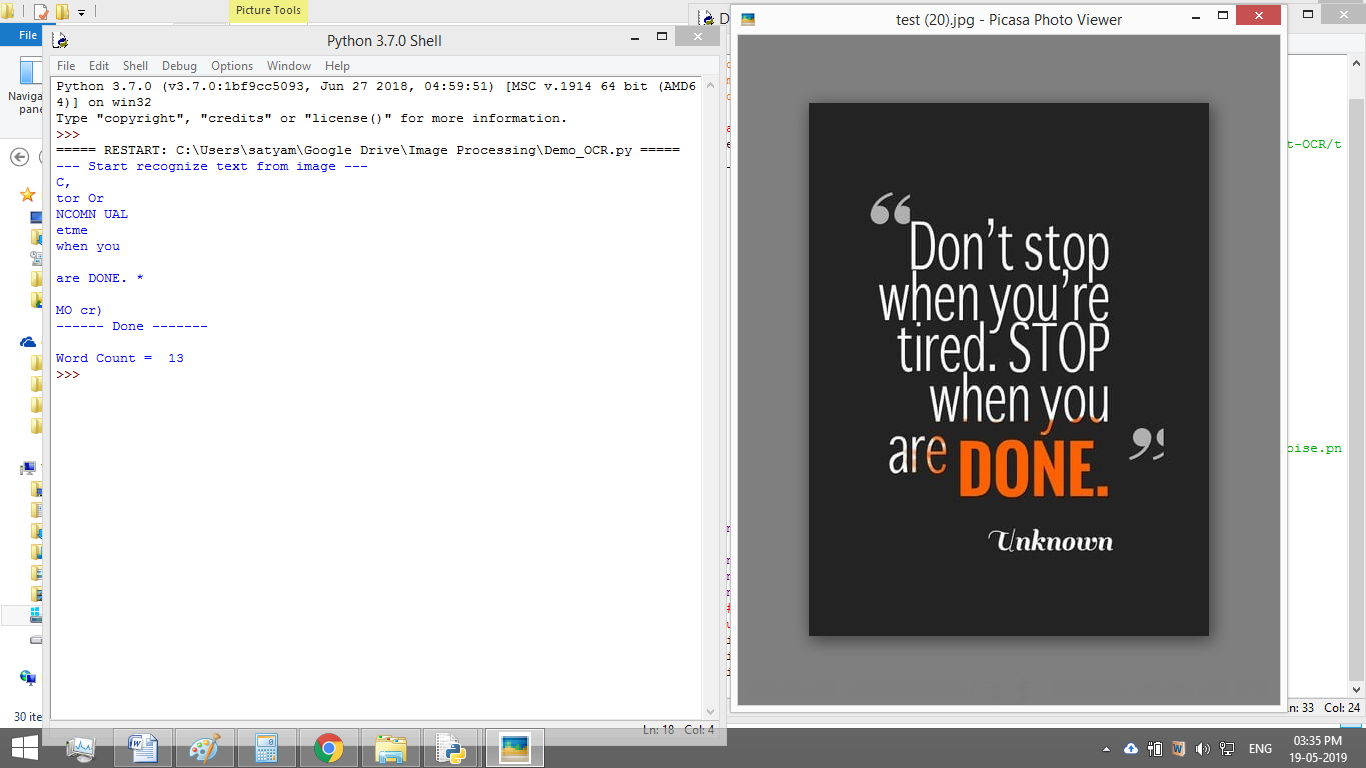 Picture Tools
File
Naviga
pane
30 ite
Python 3.7.0 Shell
File Edit Shell Debug Options Window Help
Python 3.7.0 (v3.7.0:1bf9cc5093, Jun 27 2018, 04:59:51) [MSC v.1914 64 bit (AMD6
4)] on win32
Type "copyright", "credits" or "license()" for more information.
>>>
===== RESTART: C:\Users\satyam\Google Drive\Image Processing\Demo_OCR.py =====
--- Start recognize text from image ---
C,
tor Or
NCOMN UAL
etme
when you
are DONE. *
MO cr)
------ Done -------
Word Count =  13
>>>
Ln: 18 Col: 4
D
t-OCR/t
oise.pn
Ln: 33 Col: 24
test (20).jpg - Picasa Photo Viewer
“ Don’t stop
when you’re
tired. STOP
when you
are DONE. ”
Unknown
ENG
03:35 PM
19-05-2019